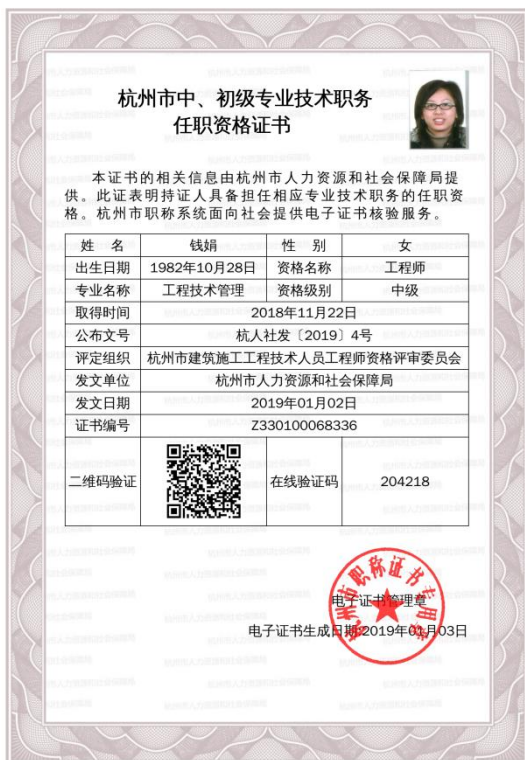 杭州市中、初级专业技术职务
任职资格证书
本证书的相关信息由杭州市人力资源和社会保障局提
供。此证表明持证人具备担任相应专业技术职务的任职资
格。杭州市职称系统面向社会提供电子证书核验服务。
姓 名 钱娟 性 别 女
出生日期 1982年10月28日 资格名称 工程师
专业名称 工程技术管理 资格级别 中级
取得时间 2018年11月22日
公布文号 杭人社发〔2019〕4号
评定组织 杭州市建筑施工工程技术人员工程师资格评审委员会
发文单位 杭州市人力资源和社会保障局
发文日期 2019年01月02日
证书编号 Z330100068336
二维码验证 在线验证码 204218
杭州市职称证书专用章
电子证书管理章
电子证书生成日期:2019年01月03日